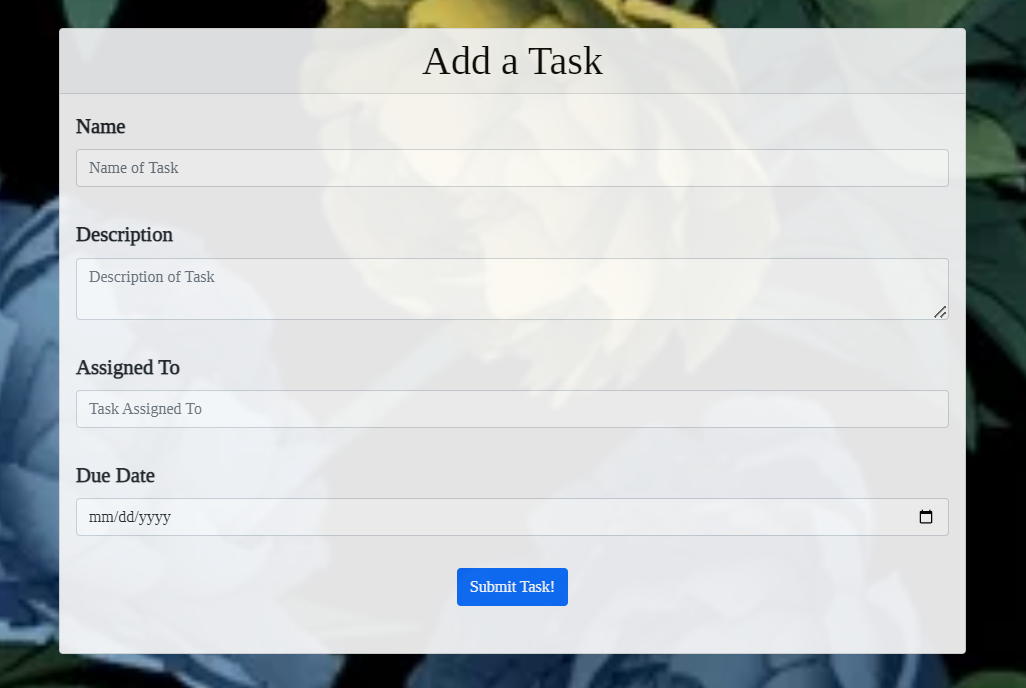 Add a Task
Name
Name of Task
Description
Description of Task
Assigned To
Task Assigned To
Due Date
mm/dd/yyyy
Submit Task!